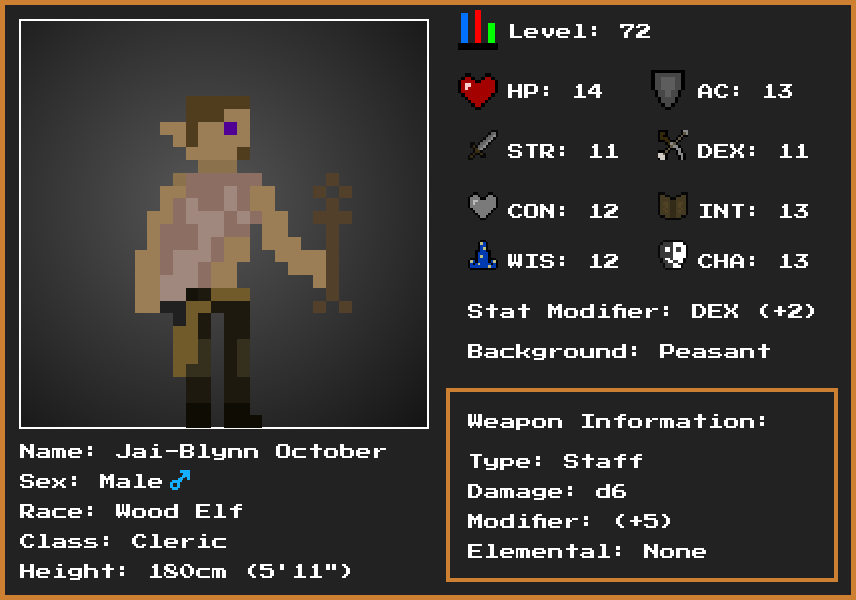 Level: 72
HP: 14
AC: 13
STR: 11
DEX: 11
CON: 12
INT: 13
WIS: 12
CHA: 13
Stat Modifier: DEX (+2)
Background: Peasant
Weapon Information:
Type: Staff
Damage: d6
Modifier: (+5)
Elemental: None
Name: Jai-Blynn October
Sex: Male ♂
Race: Wood Elf
Class: Cleric
Height: 180cm (5'11")